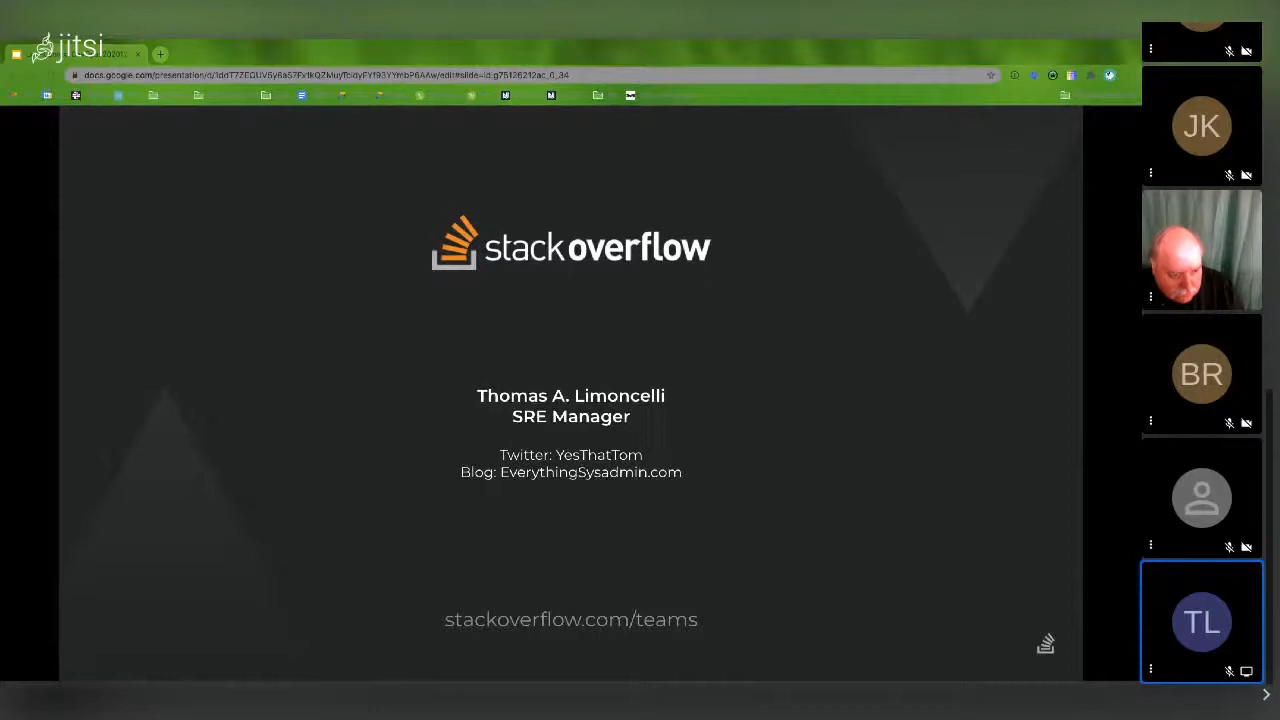 jitsi
stackoverflow
Thomas A. Limoncelli
SRE Manager
Twitter: YesThatTom
Blog: EverythingSysadmin.com
stackoverflow.com/teams
JK
BR
TL